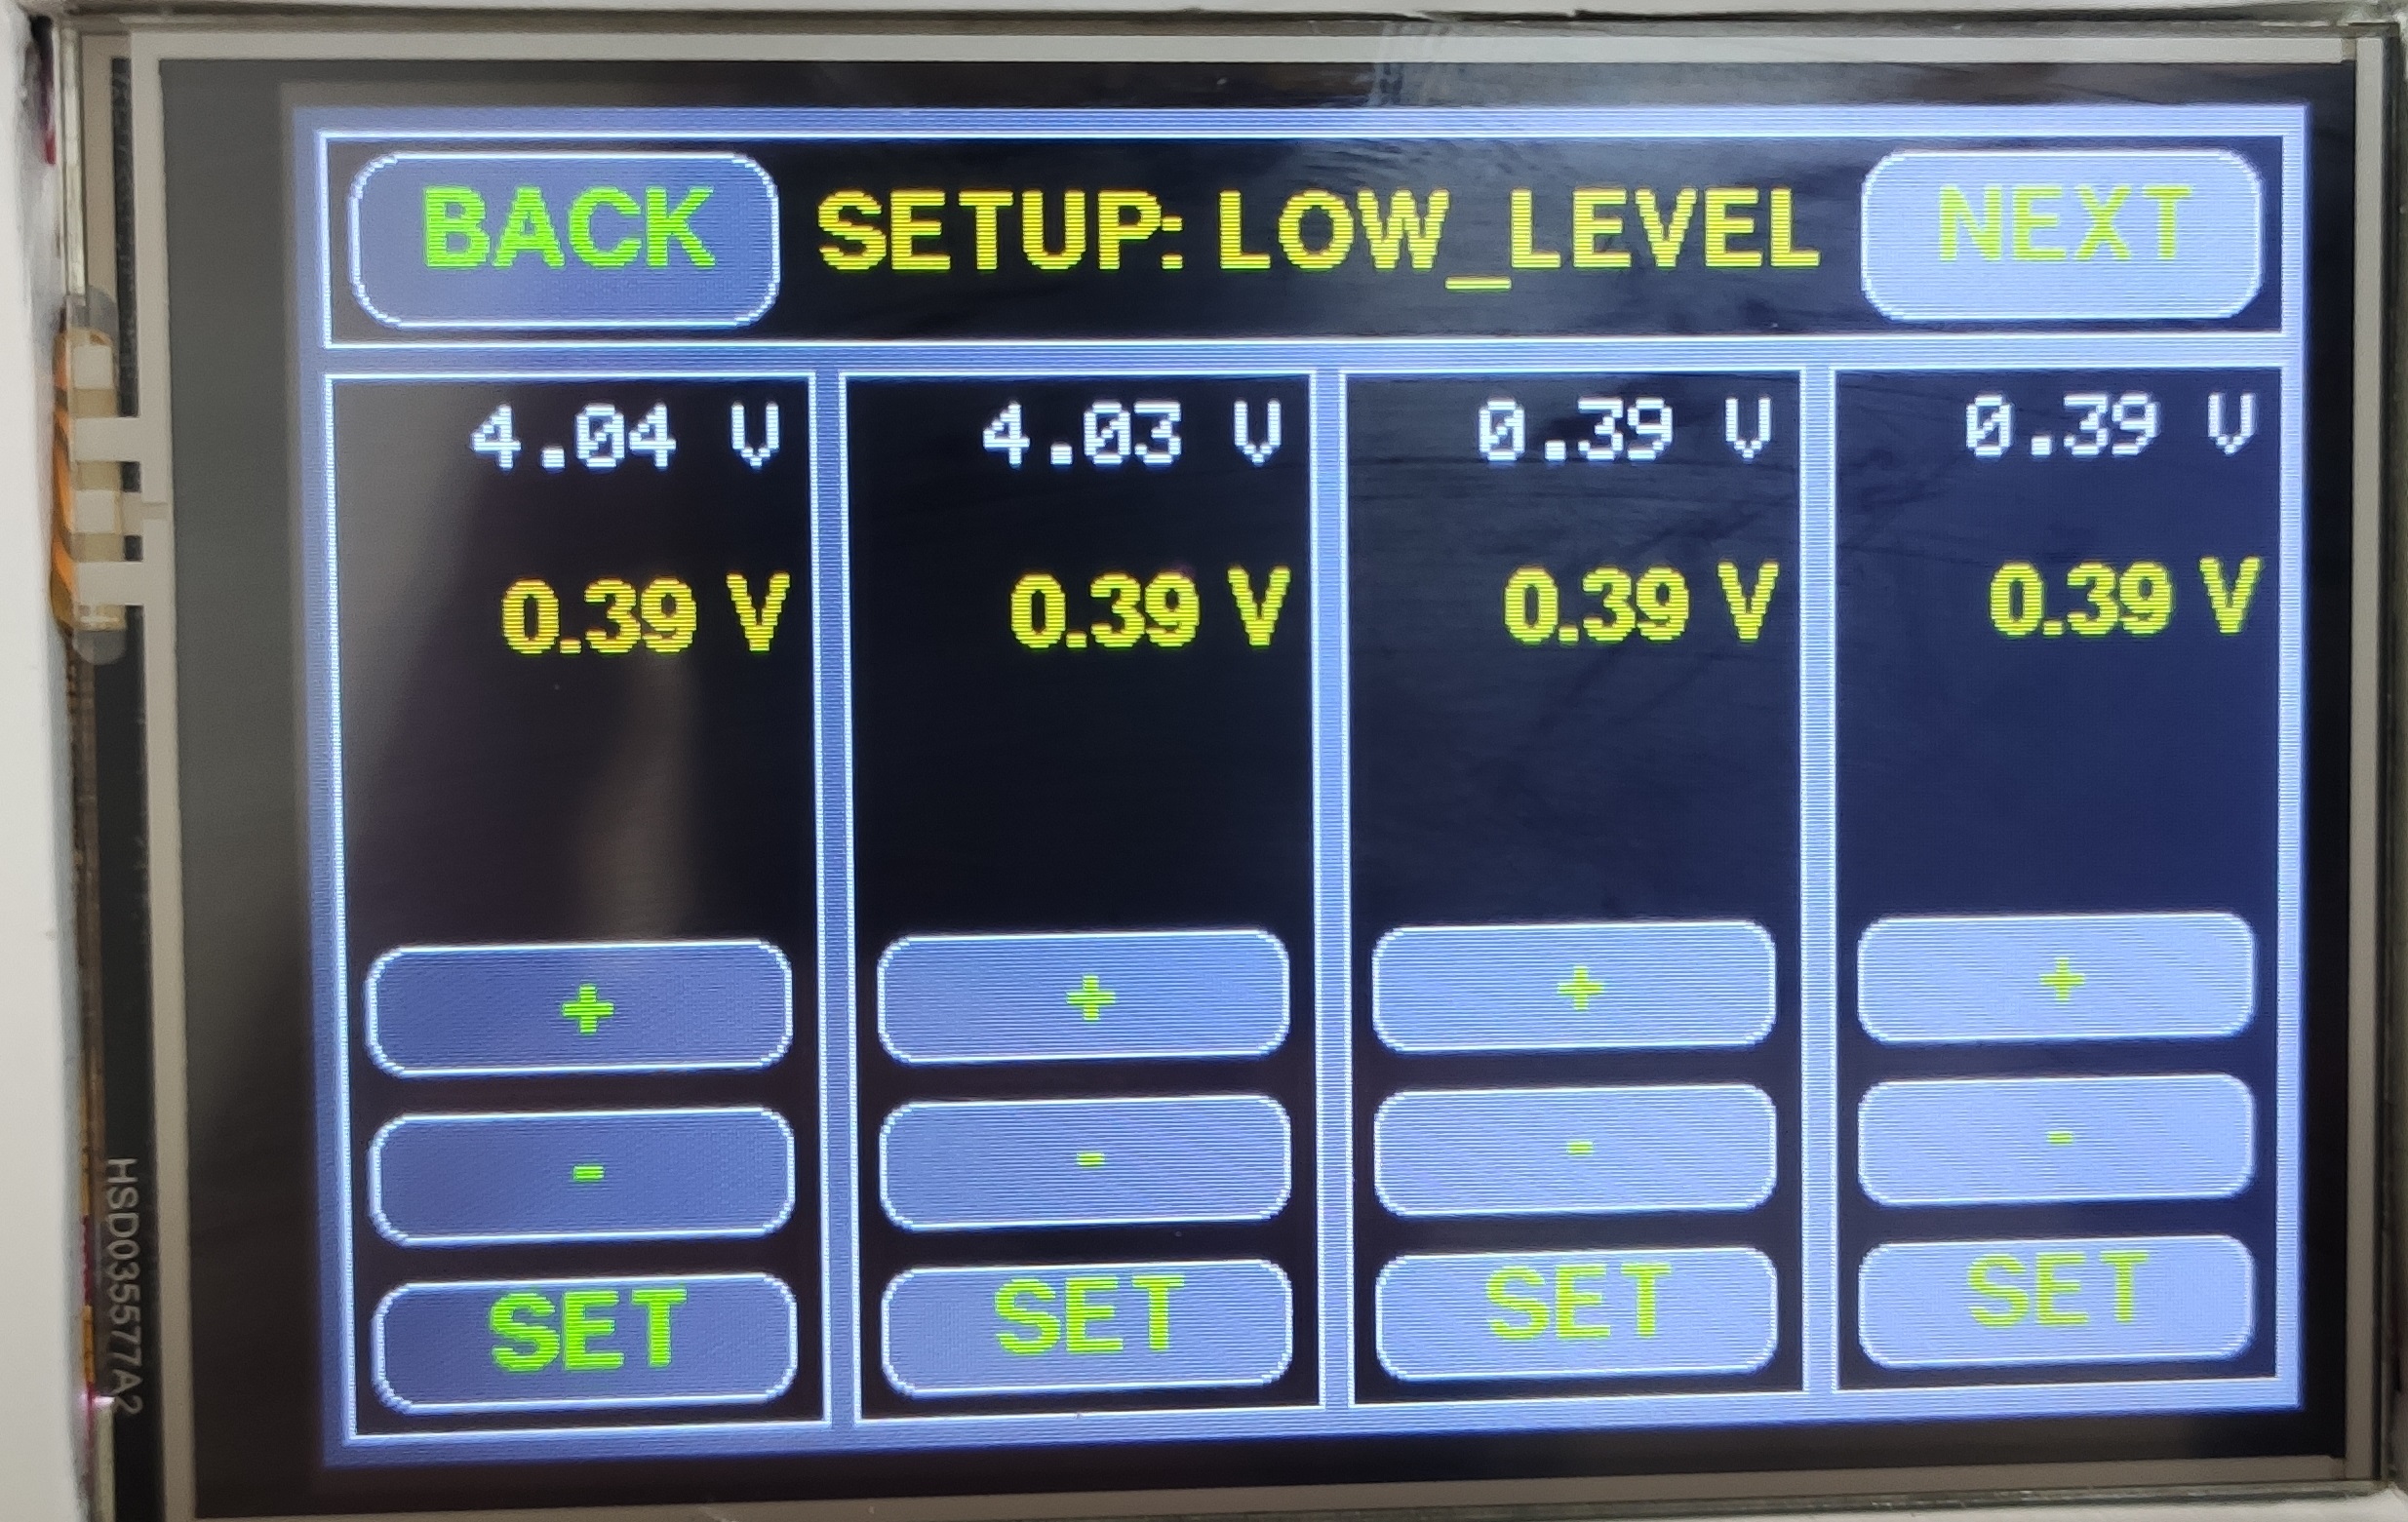 BACK SETUP: LOW_LEVEL NEXT
4.04 V 4.03 V 0.39 V 0.39 V
0.39 V 0.39 V 0.39 V 0.39 V
+ + + +
- - - -
SET SET SET SET
HSD035577A2